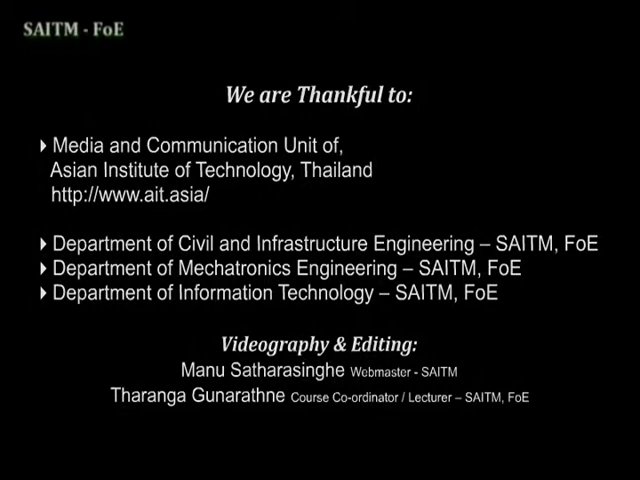 SAITM - FoE
We are Thankful to:
Media and Communication Unit of,
Asian Institute of Technology, Thailand
http://www.ait.asia/
Department of Civil and Infrastructure Engineering – SAITM, FoE
Department of Mechatronics Engineering – SAITM, FoE
Department of Information Technology – SAITM, FoE
Videography & Editing:
Manu Satharasinghe Webmaster - SAITM
Tharanga Gunarathne Course Co-ordinator / Lecturer – SAITM, FoE